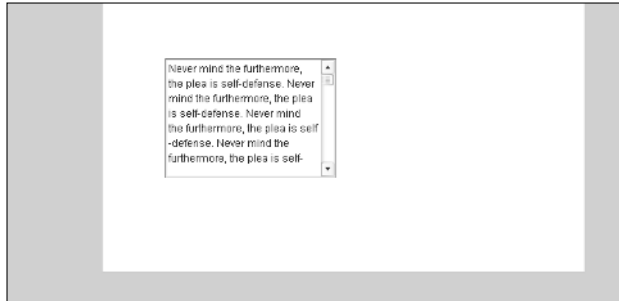 Never mind the furthermore,
the plea is self-defense. Never
mind the furthermore, the plea
is self-defense. Never mind
the furthermore, the plea is self
-defense. Never mind the
furthermore, the plea is self-